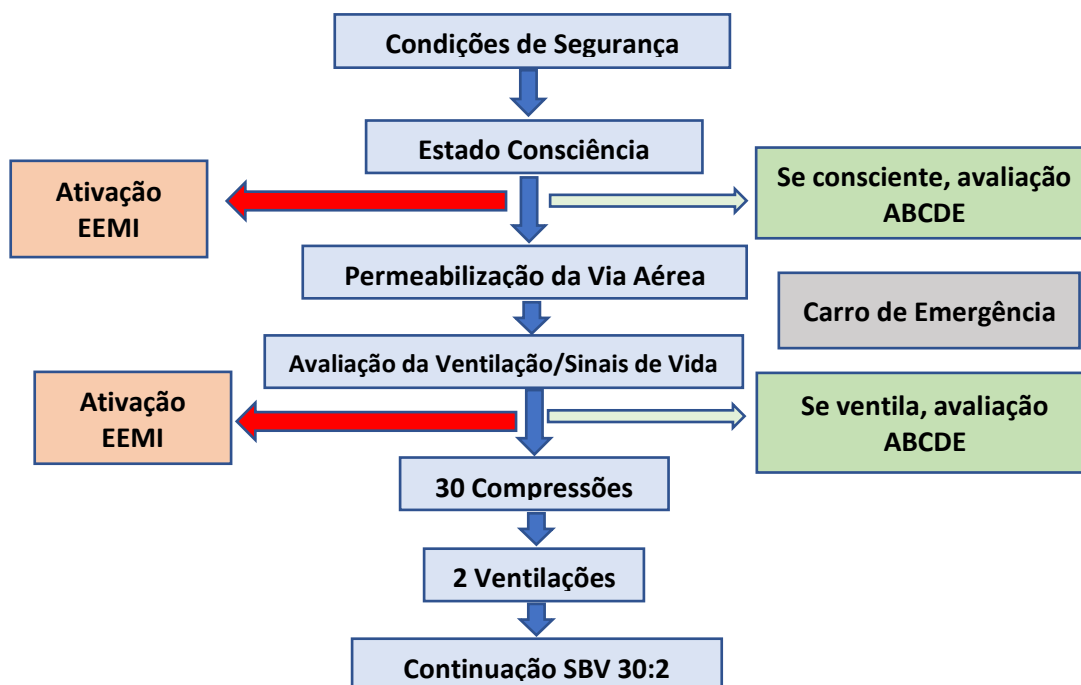 Condições de Segurança
Estado Consciência
Ativação
EEMI
Se consciente, avaliação
ABCDE
Permeabilização da Via Aérea
Carro de Emergência
Avaliação da Ventilação/Sinais de Vida
Ativação
EEMI
Se ventila, avaliação
ABCDE
30 Compressões
2 Ventilações
Continuação SBV 30:2